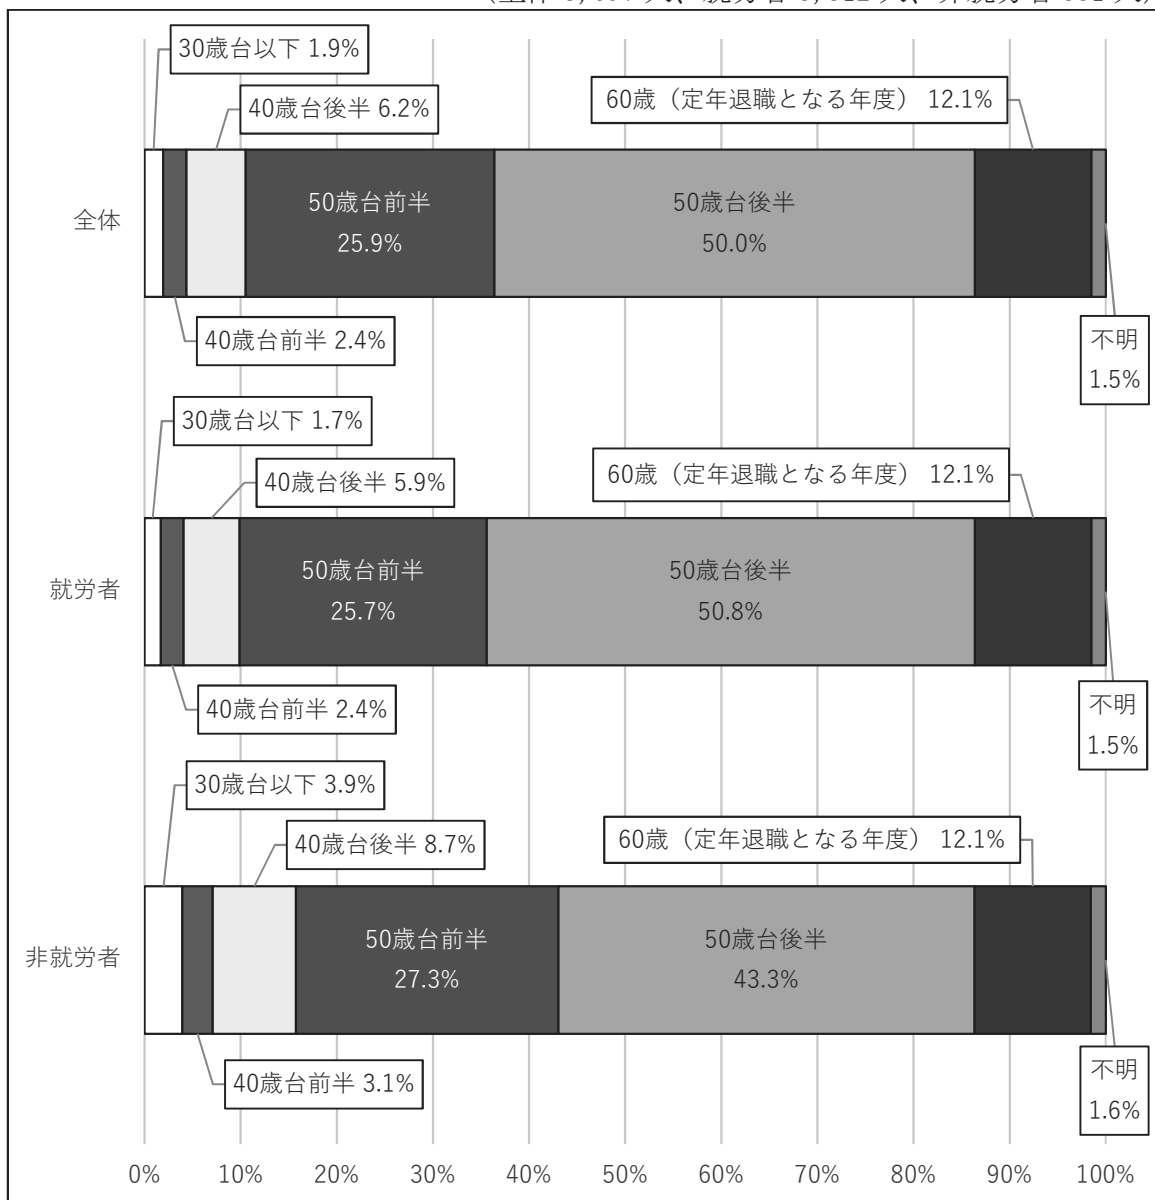 30歳台以下 1.9%
40歳台後半 6.2%
60歳（定年退職となる年度） 12.1%
全体
50歳台前半
25.9%
50歳台後半
50.0%
40歳台前半 2.4%
不明
1.5%
30歳台以下 1.7%
40歳台後半 5.9%
60歳（定年退職となる年度） 12.1%
就労者
50歳台前半
25.7%
50歳台後半
50.8%
40歳台前半 2.4%
不明
1.5%
30歳台以下 3.9%
40歳台後半 8.7%
60歳（定年退職となる年度） 12.1%
非就労者
50歳台前半
27.3%
50歳台後半
43.3%
40歳台前半 3.1%
不明
1.6%
0% 10% 20% 30% 40% 50% 60% 70% 80% 90% 100%